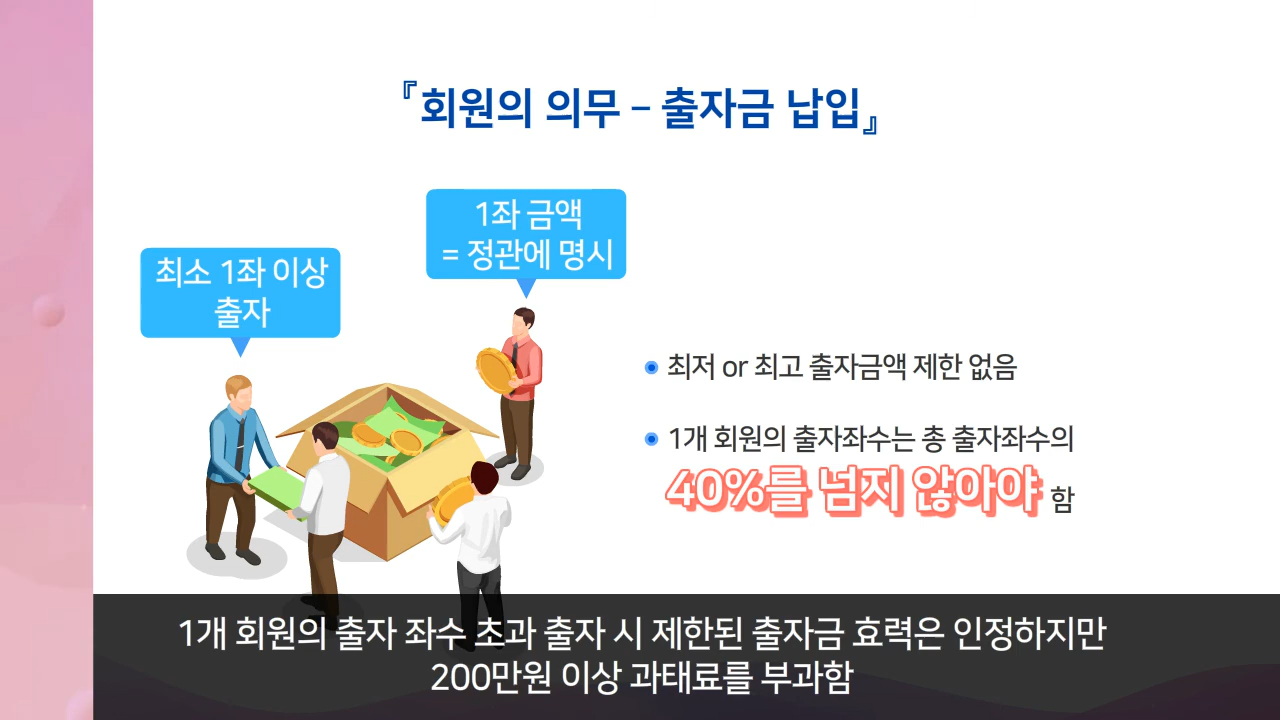 『회원의 의무 – 출자금 납입』
1좌 금액
= 정관에 명시
최소 1좌 이상
출자
최저 or 최고 출자금액 제한 없음
1개 회원의 출자좌수는 총 출자좌수의
40%를 넘지 않아야 함
1개 회원의 출자 좌수 초과 출자 시 제한된 출자금 효력은 인정하지만
200만원 이상 과태료를 부과함